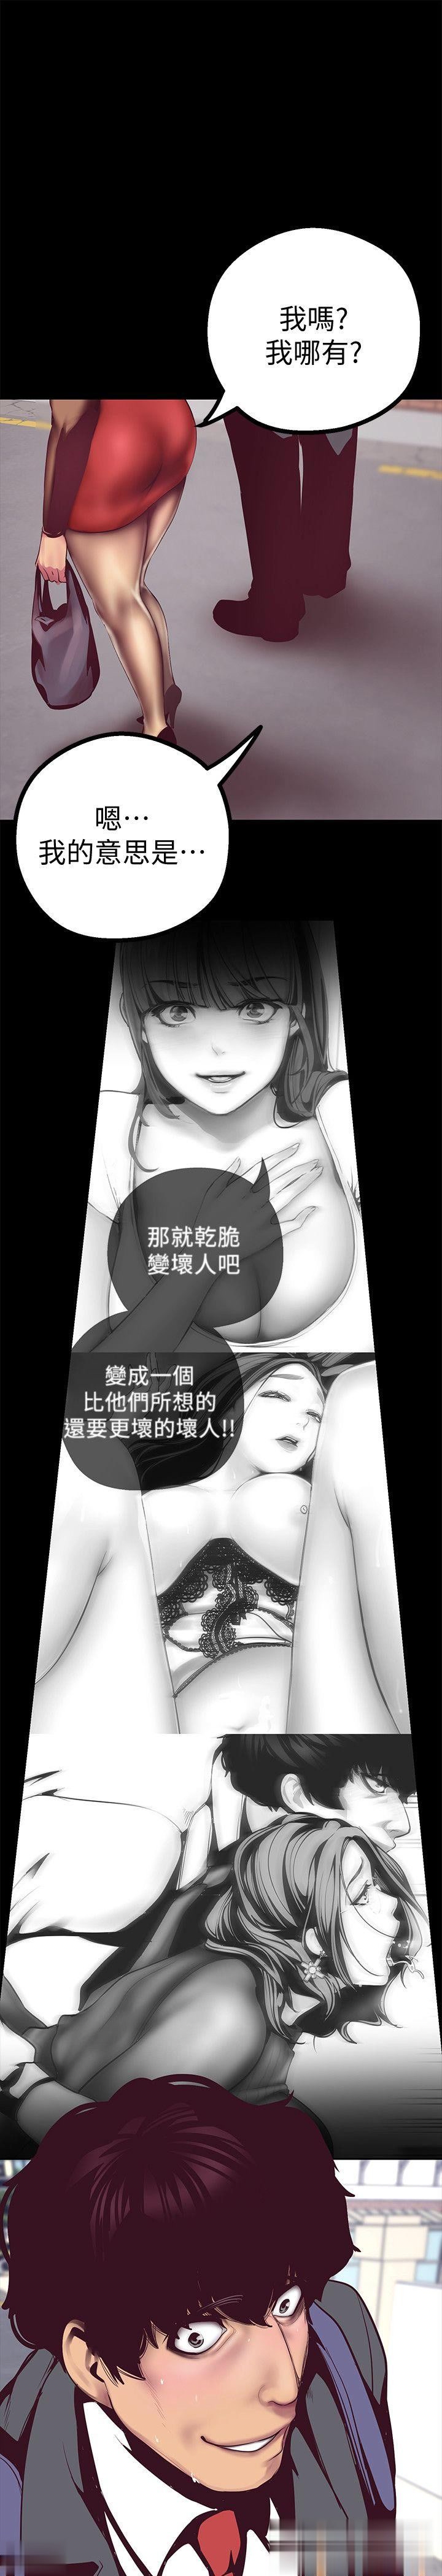 我嗎?
我哪有?
嗯…
我的意思是…
那就乾脆
變壞人吧
變成一個
比他們所想的
還要更壞的壞人!!